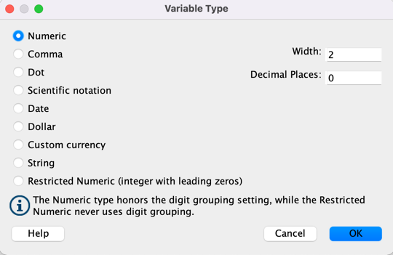 Variable Type
Numeric
Comma
Dot
Scientific notation
Date
Dollar
Custom currency
String
Restricted Numeric (integer with leading zeros)
Width: 2
Decimal Places: 0
The Numeric type honors the digit grouping setting, while the Restricted
Numeric never uses digit grouping.
Help
Cancel
OK